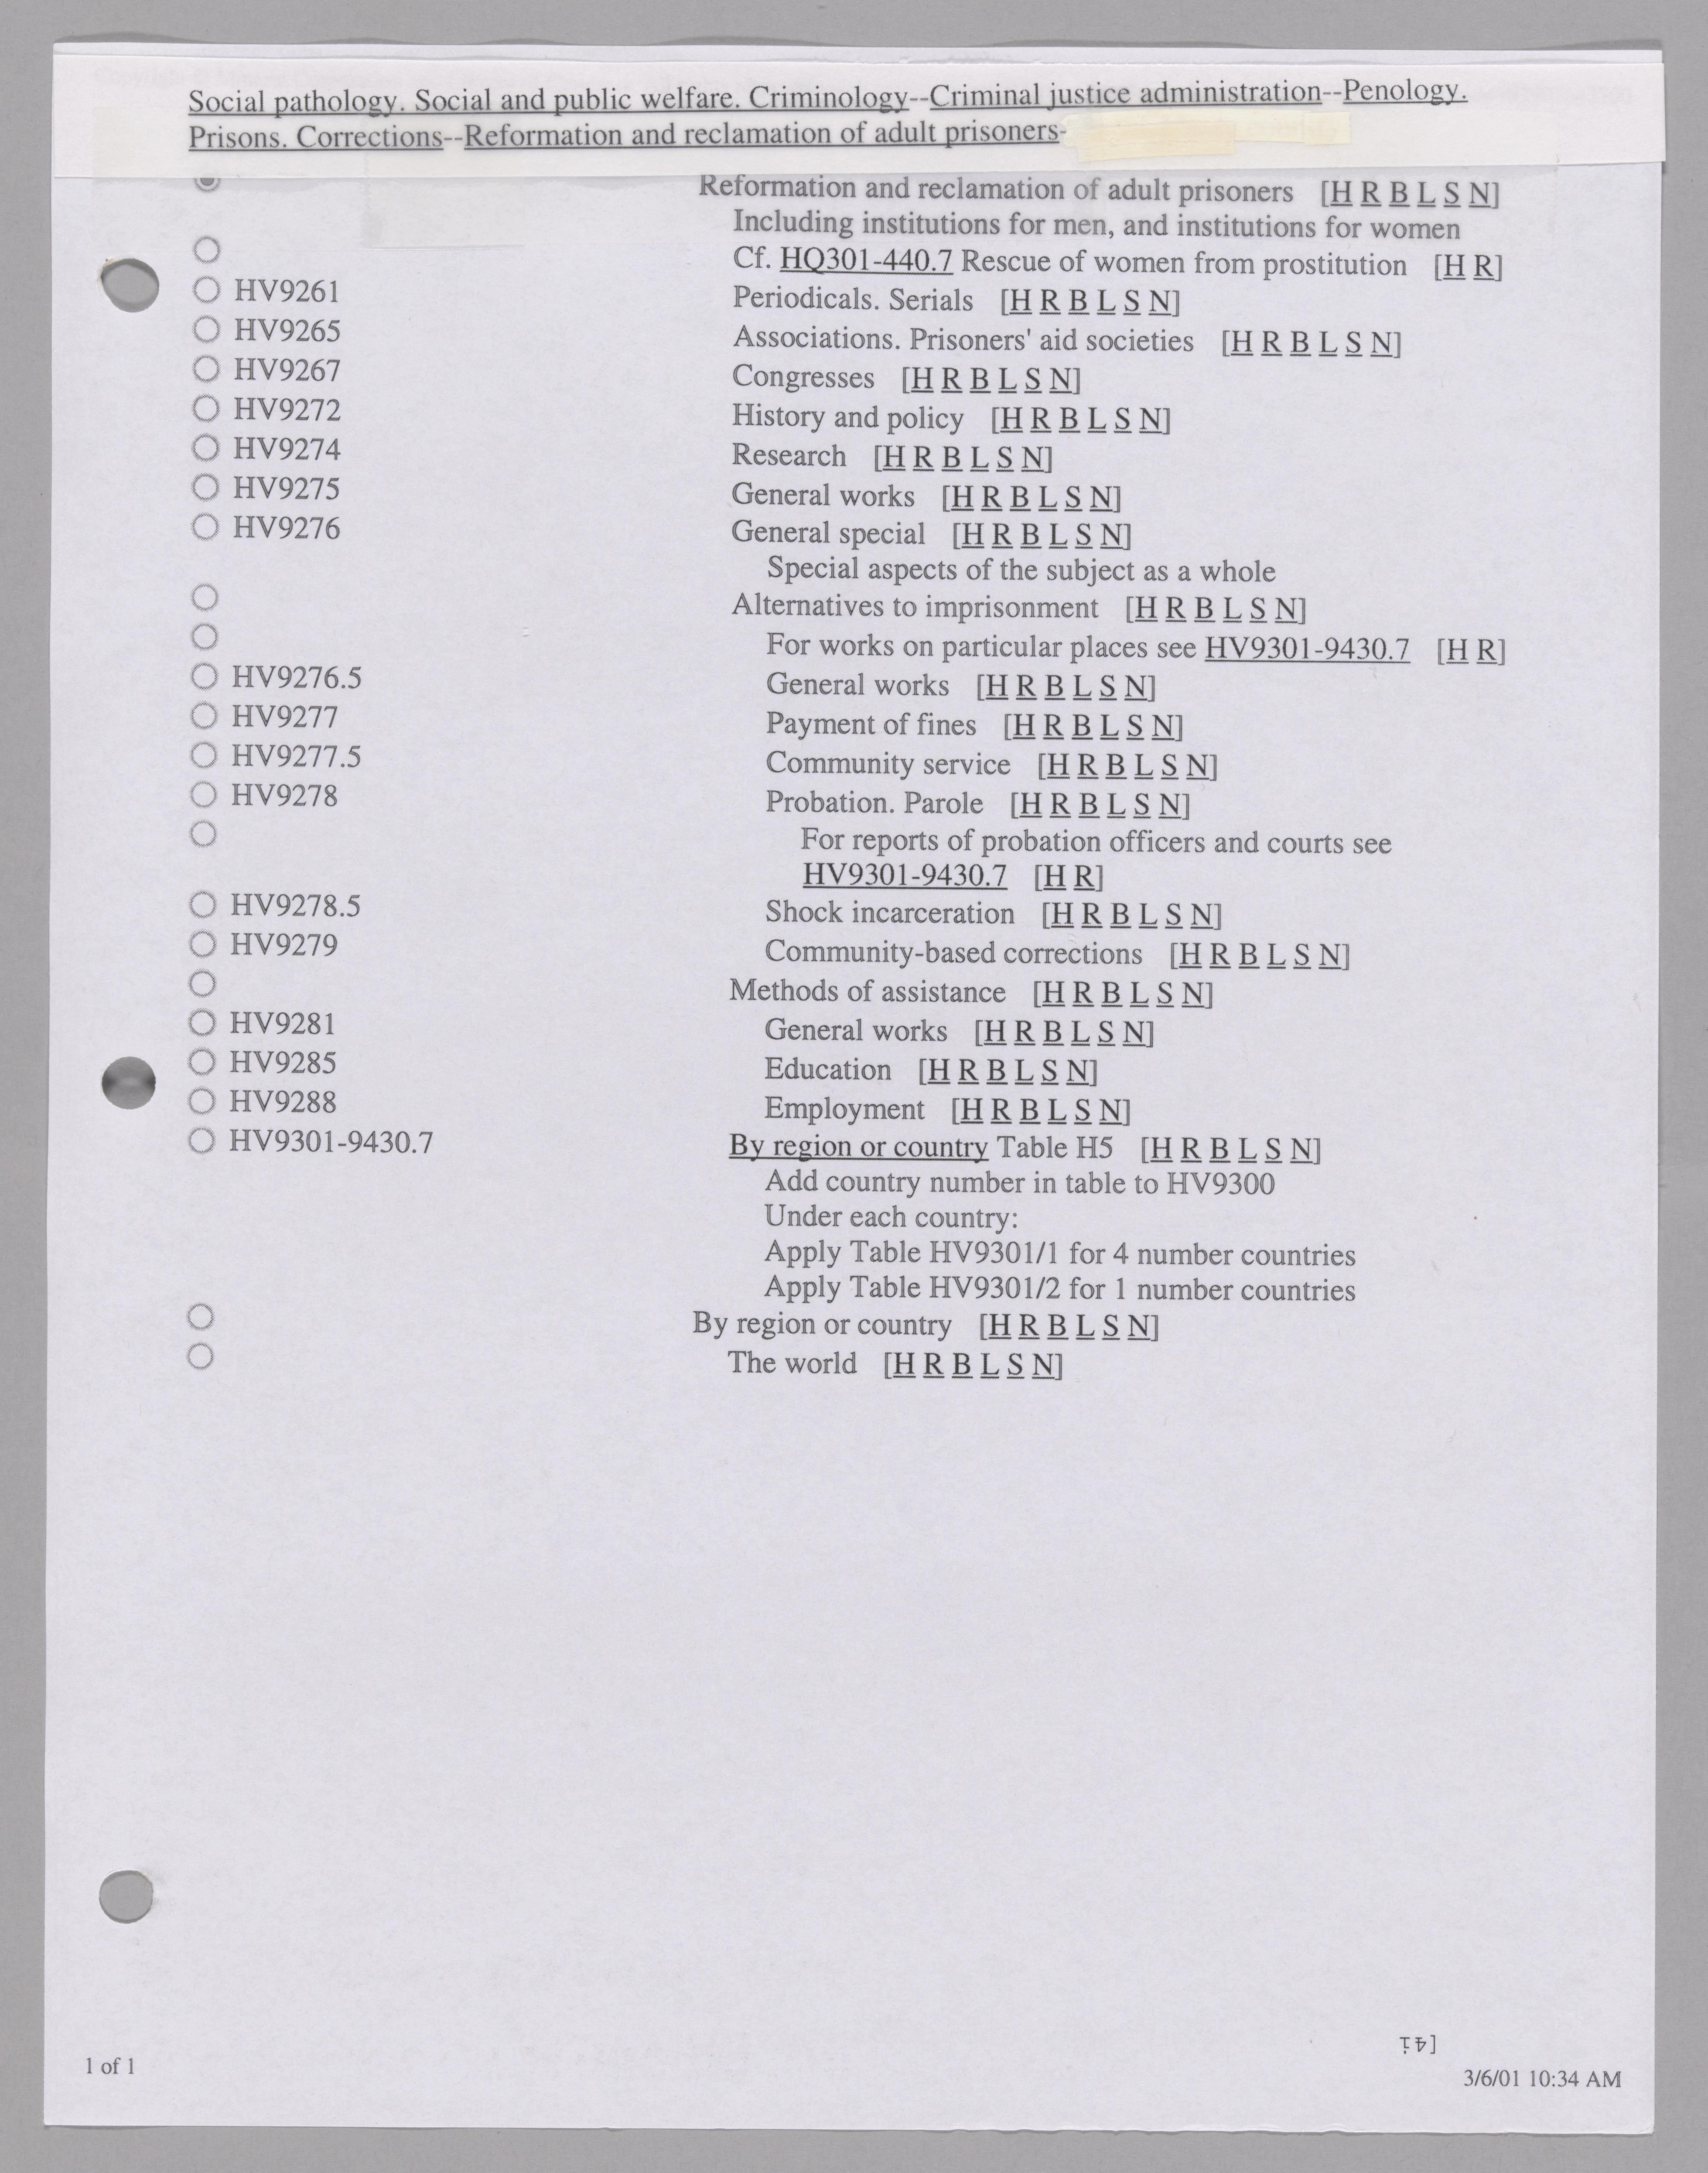 Social pathology. Social and public welfare. Criminology--Criminal justice administration--Penology.
Prisons. Corrections--Reformation and reclamation of adult prisoners-
Reformation and reclamation of adult prisoners [H R B L S N]
Including institutions for men, and institutions for women
Cf. HQ301-440.7 Rescue of women from prostitution [H R]
HV9261 Periodicals. Serials [H R B L S N]
HV9265 Associations. Prisoners' aid societies [H R B L S N]
HV9267 Congresses [H R B L S N]
HV9272 History and policy [H R B L S N]
HV9274 Research [H R B L S N]
HV9275 General works [H R B L S N]
HV9276 General special [H R B L S N]
Special aspects of the subject as a whole
Alternatives to imprisonment [H R B L S N]
For works on particular places see HV9301-9430.7 [H R]
HV9276.5 General works [H R B L S N]
HV9277 Payment of fines [H R B L S N]
HV9277.5 Community service [H R B L S N]
HV9278 Probation. Parole [H R B L S N]
For reports of probation officers and courts see
HV9301-9430.7 [H R]
HV9278.5 Shock incarceration [H R B L S N]
HV9279 Community-based corrections [H R B L S N]
Methods of assistance [H R B L S N]
HV9281 General works [H R B L S N]
HV9285 Education [H R B L S N]
HV9288 Employment [H R B L S N]
HV9301-9430.7 By region or country Table H5 [H R B L S N]
Add country number in table to HV9300
Under each country:
Apply Table HV9301/1 for 4 number countries
Apply Table HV9301/2 for 1 number countries
By region or country [H R B L S N]
The world [H R B L S N]
1 of 1
3/6/01 10:34 AM